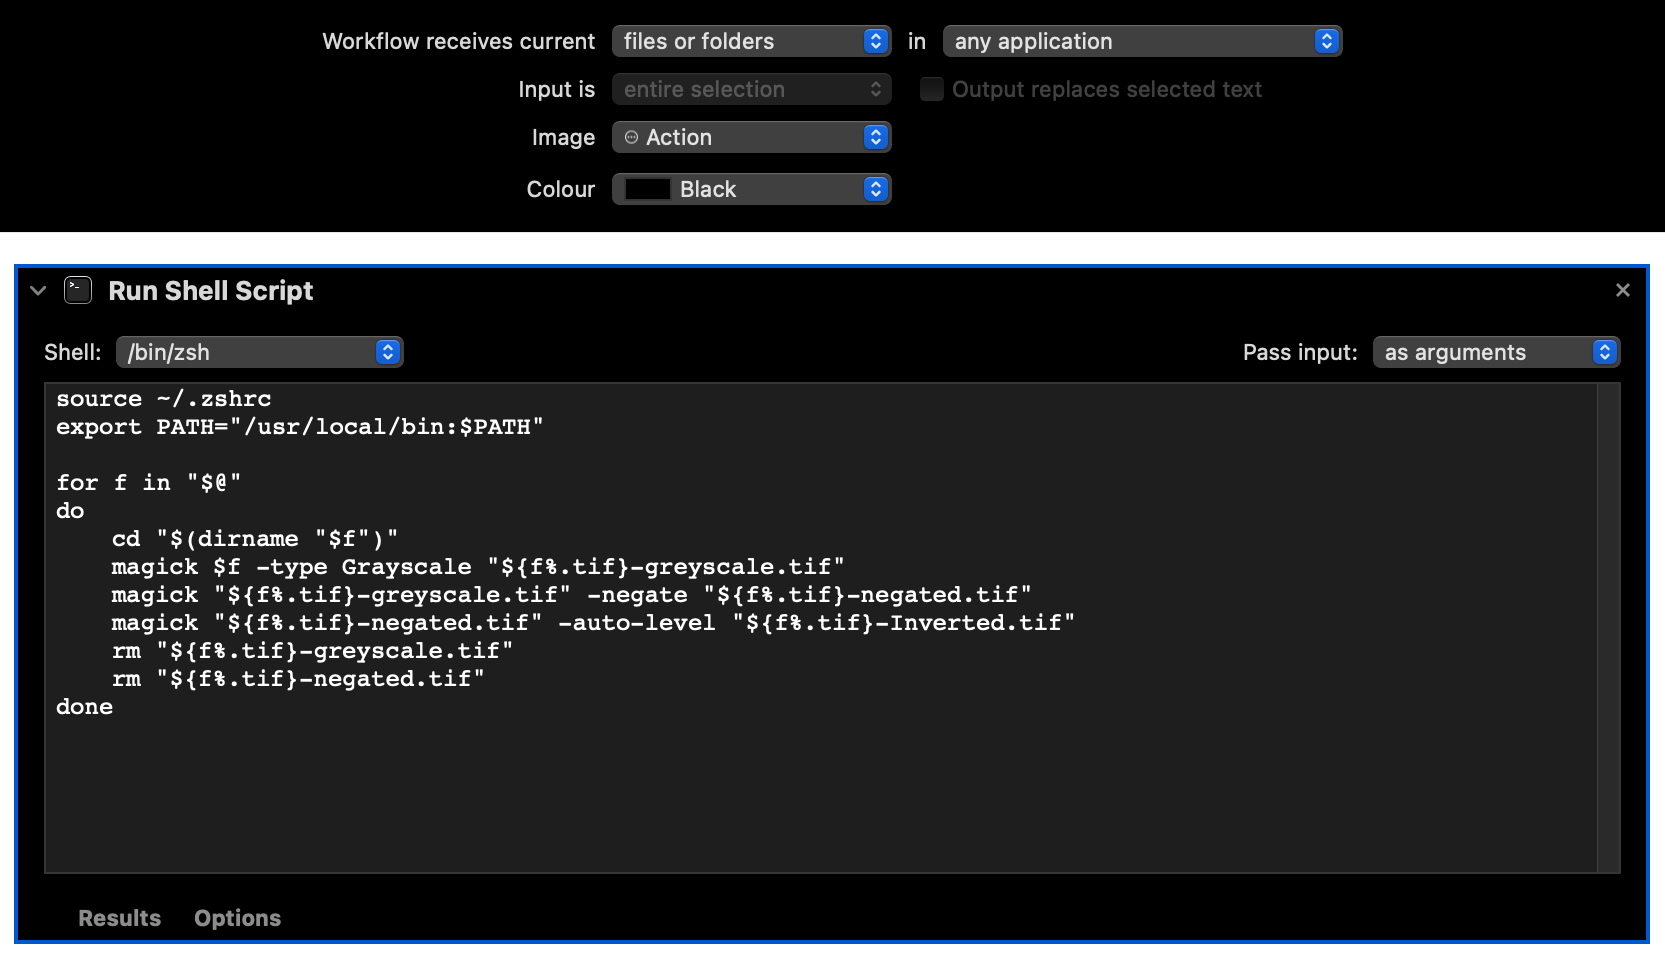 Workflow receives current files or folders in any application
Input is entire selection Output replaces selected text
Image Action
Colour Black
Run Shell Script
Shell: /bin/zsh Pass input: as arguments
source ~/.zshrc
export PATH="/usr/local/bin:$PATH"
for f in "$@"
do
cd "$(dirname "$f")"
magick $f -type Grayscale "${f%.tif}-greyscale.tif"
magick "${f%.tif}-greyscale.tif" -negate "${f%.tif}-negated.tif"
magick "${f%.tif}-negated.tif" -auto-level "${f%.tif}-Inverted.tif"
rm "${f%.tif}-greyscale.tif"
rm "${f%.tif}-negated.tif"
done
Results Options